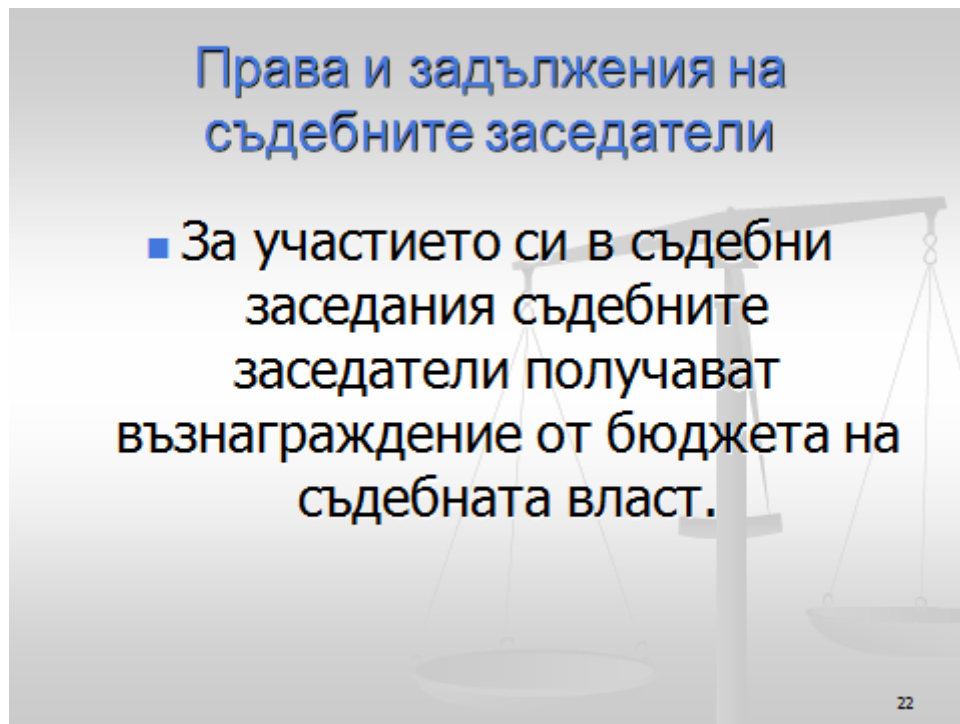 Права и задължения на
съдебните заседатели
За участието си в съдебни
заседания съдебните
заседатели получават
възнаграждение от бюджета на
съдебната власт.
22